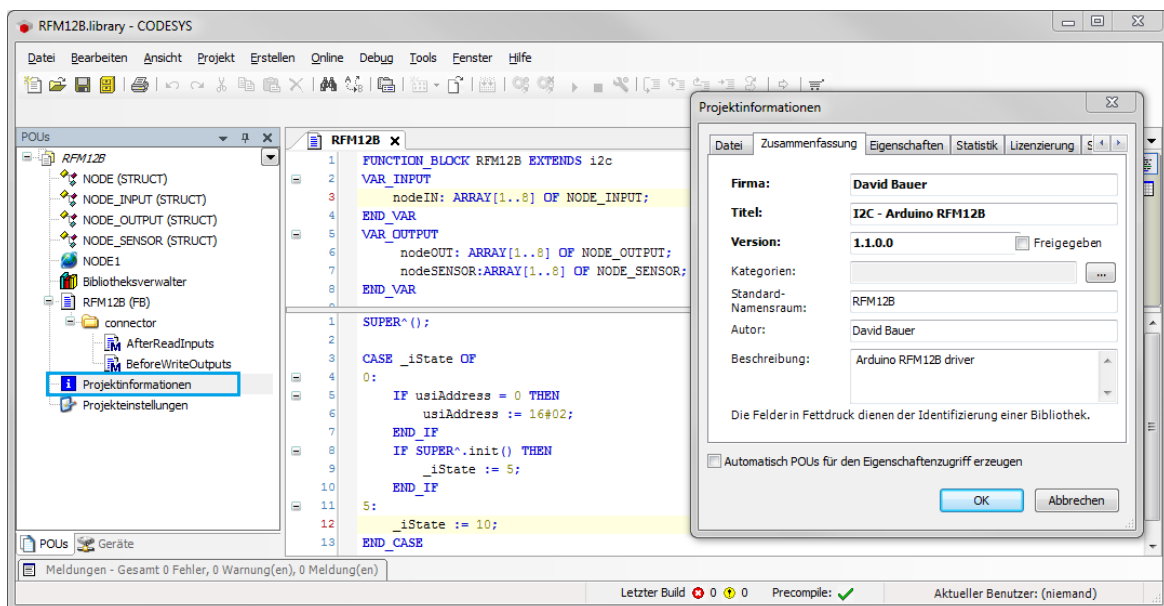 RFM12B.library - CODESYS
Datei Bearbeiten Ansicht Projekt Erstellen Online Debug Tools Fenster Hilfe
POUs
RFM12B
NODE (STRUCT)
NODE_INPUT (STRUCT)
NODE_OUTPUT (STRUCT)
NODE_SENSOR (STRUCT)
NODE1
Bibliotheksverwalter
RFM12B (FB)
connector
AfterReadInputs
BeforeWriteOutputs
Projektinformationen
Projekteinstellungen
POUs Geräte
RFM12B
1 FUNCTION_BLOCK RFM12B EXTENDS i2c
2 VAR_INPUT
3 nodeIN: ARRAY[1..8] OF NODE_INPUT;
4 END_VAR
5 VAR_OUTPUT
6 nodeOUT: ARRAY[1..8] OF NODE_OUTPUT;
7 nodeSENSOR:ARRAY[1..8] OF NODE_SENSOR;
8 END_VAR
1 SUPER^();
2
3 CASE _iState OF
4 0:
5 IF usiAddress = 0 THEN
6 usiAddress := 16#02;
7 END_IF
8 IF SUPER^.init() THEN
9 _iState := 5;
10 END_IF
11 5:
12 _iState := 10;
13 END_CASE
Projektinformationen
Datei Zusammenfassung Eigenschaften Statistik Lizenzierung S
Firma: David Bauer
Titel: I2C - Arduino RFM12B
Version: 1.1.0.0 Freigegeben
Kategorien: ...
Standard-
Namensraum: RFM12B
Autor: David Bauer
Beschreibung: Arduino RFM12B driver
Die Felder in Fettdruck dienen der Identifizierung einer Bibliothek.
Automatisch POUs für den Eigenschaftenzugriff erzeugen
OK Abbrechen
Meldungen - Gesamt 0 Fehler, 0 Warnung(en), 0 Meldung(en)
Letzter Build 0 0 Precompile: Aktueller Benutzer: (niemand)